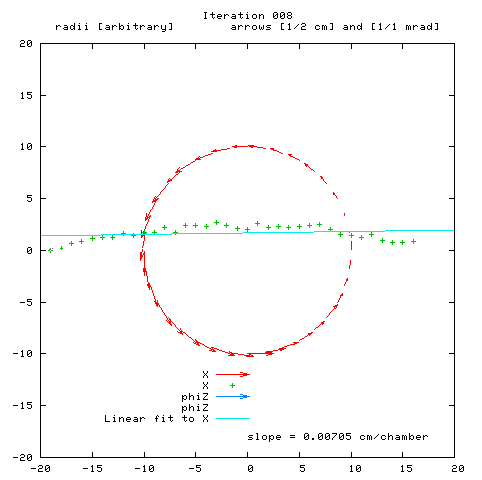 Iteration 008
radii [arbitrary] arrows [1/2 cm] and [1/1 mrad]
20
15
10
5
0
-5
-10
-15
-20
X
X
phiZ
phiZ
Linear fit to X
slope = 0.00705 cm/chamber
-20 -15 -10 -5 0 5 10 15 20